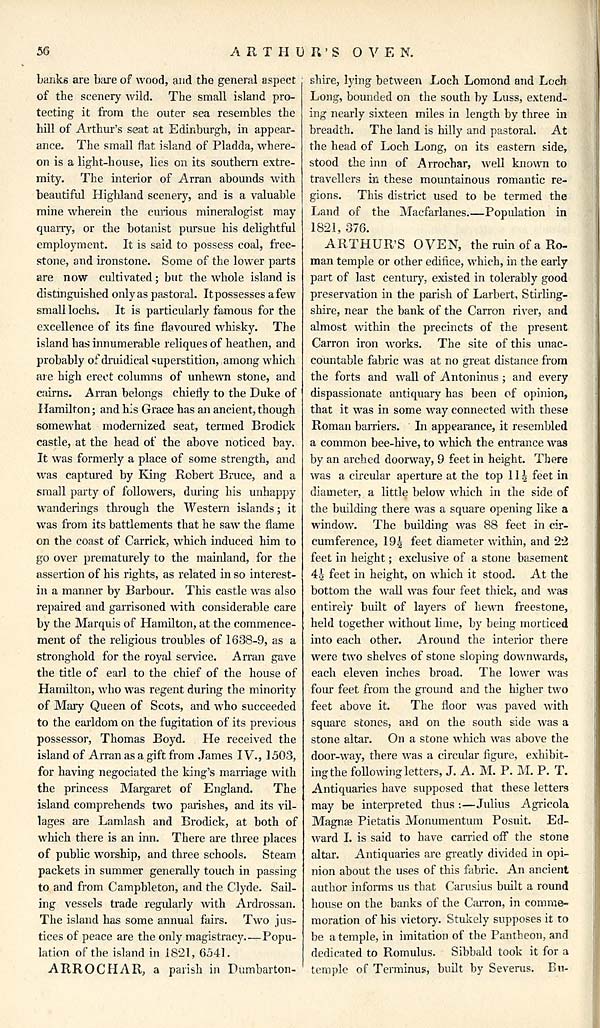 56
ARTHUR'S OVEN.
banks are bare of wood, and the general aspect
of the scenery wild. The small island pro-
tecting it from the outer sea resembles the
hill of Arthur's seat at Edinburgh, in appear-
ance. The small flat island of Pladda, where-
on is a light-house, lies on its southern extre-
mity. The interior of Arran abounds with
beautiful Highland scenery, and is a valuable
mine wherein the curious mineralogist may
quarry, or the botanist pursue his delightful
employment. It is said to possess coal, free-
stone, and ironstone. Some of the lower parts
are now cultivated; but the whole island is
distinguished only as pastoral. It possesses a few
small lochs. It is particularly famous for the
excellence of its fine flavoured whisky. The
island has innumerable reliques of heathen, and
probably of druidical superstition, among which
are high erect columns of unhewn stone, and
cairns. Arran belongs chiefly to the Duke of
Hamilton; and his Grace has an ancient, though
somewhat modernized seat, termed Brodick
castle, at the head of the above noticed bay.
It was formerly a place of some strength, and
was captured by King Robert Bruce, and a
small party of followers, during his unhappy
wanderings through the Western islands; it
was from its battlements that he saw the flame
on the coast of Carrick, which induced him to
go over prematurely to the mainland, for the
assertion of his rights, as related in so interest-
in a manner by Barbour. This castle was also
repaired and garrisoned with considerable care
by the Marquis of Hamilton, at the commence-
ment of the religious troubles of 1638-9, as a
stronghold for the royal service. Arran gave
the title of earl to the chief of the house of
Hamilton, who was regent during the minority
of Mary Queen of Scots, and who succeeded
to the earldom on the fugitation of its previous
possessor, Thomas Boyd. He received the
island of Arran as a gift from James IV., 1503,
for having negociated the king's marriage with
the princess Margaret of England. The
island comprehends two parishes, and its vil-
lages are Lamlash and Brodick, at both of
which there is an inn. There are three places
of public worship, and three schools. Steam
packets in summer generally touch in passing
to and from Campbleton, and the Clyde. Sail-
ing vessels trade regularly with Ardrossan.
The island has some annual fairs. Two jus-
tices of peace are the only magistracy.—Popu-
lation of the island in 1821, 6541.
ARROCHAR, a parish in Dumbarton-
shire, lying between Loch Lomond and Loch
Long, bounded on the south by Luss, extend-
ing nearly sixteen miles in length by three in
breadth. The land is hilly and pastoral. At
the head of Loch Long, on its eastern side,
stood the inn of Arrochar, well known to
travellers in these mountainous romantic re-
gions. This district used to be termed the
Land of the Macfarlanes.—Population in
1821, 376.
ARTHUR'S OVEN, the ruin of a Ro-
man temple or other edifice, which, in the early
part of last century, existed in tolerably good
preservation in the parish of Larbert, Stirling-
shire, near the bank of the Carron river, and
almost within the precincts of the present
Carron iron works. The site of this unac-
countable fabric was at no great distance from
the forts and wall of Antoninus; and every
dispassionate antiquary has been of opinion,
that it was in some way connected with these
Roman barriers. In appearance, it resembled
a common bee-hive, to which the entrance was
by an arched doorway, 9 feet in height. There
was a circular aperture at the top 11½ feet in
diameter, a little below which in the side of
the building there was a square opening like a
window. The building was 88 feet in cir-
cumference, 19½ feet diameter within, and 22
feet in height; exclusive of a stone basement
4½ feet in height, on which it stood. At the
bottom the wall was four feet thick, and was
entirely built of layers of hewn freestone,
held together without lime, by being morticed
into each other. Around the interior there
were two shelves of stone sloping downwards,
each eleven inches broad. The lower was
four feet from the ground and the higher two
feet above it. The floor was paved with
square stones, and on the south side was a
stone altar. On a stone which was above the
door-way, there was a circular figure, exhibit-
ing the following letters, J. A. M. P. M. P. T.
Antiquaries have supposed that these letters
may be interpreted thus:—Julius Agricola
Magnæ Pietatis Monumentum Posuit. Ed-
ward I. is said to have carried off the stone
altar. Antiquaries are greatly divided in opi-
nion about the uses of this fabric. An ancient
author informs us that Carusius built a round
house on the banks of the Carron, in comme-
moration of his victory. Stukely supposes it to
be a temple, in imitation of the Pantheon, and
dedicated to Romulus. Sibbald took it for a
temple of Terminus, built by Severus. Bu-